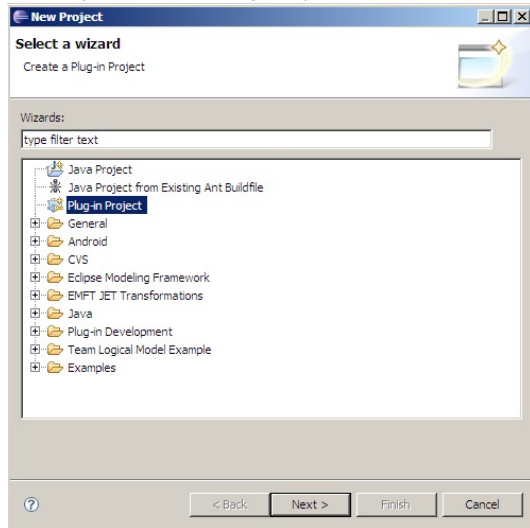 New Project
Select a wizard
Create a Plug-in Project
Wizards:
type filter text
Java Project
Java Project from Existing Ant Buildfile
Plug-in Project
General
Android
CVS
Eclipse Modeling Framework
EMFT JET Transformations
Java
Plug-in Development
Team Logical Model Example
Examples
? < Back Next > Finish Cancel